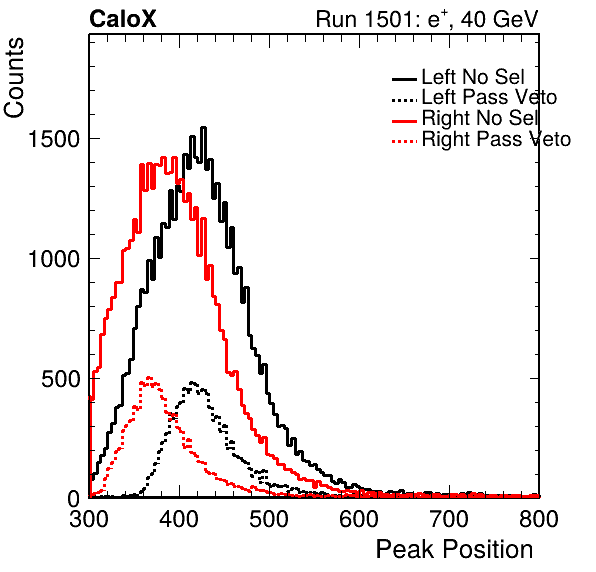 CaloX Run 1501: e+, 40 GeV
Counts
Left No Sel
Left Pass Veto
Right No Sel
Right Pass Veto
1500
1000
500
0
300 400 500 600 700 800
Peak Position